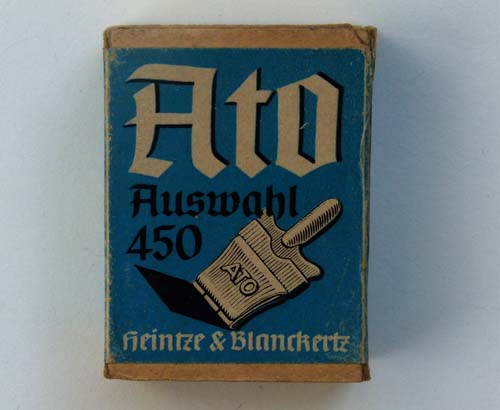 Ato
Auswahl
450
ATO
Heintze & Blanckertz